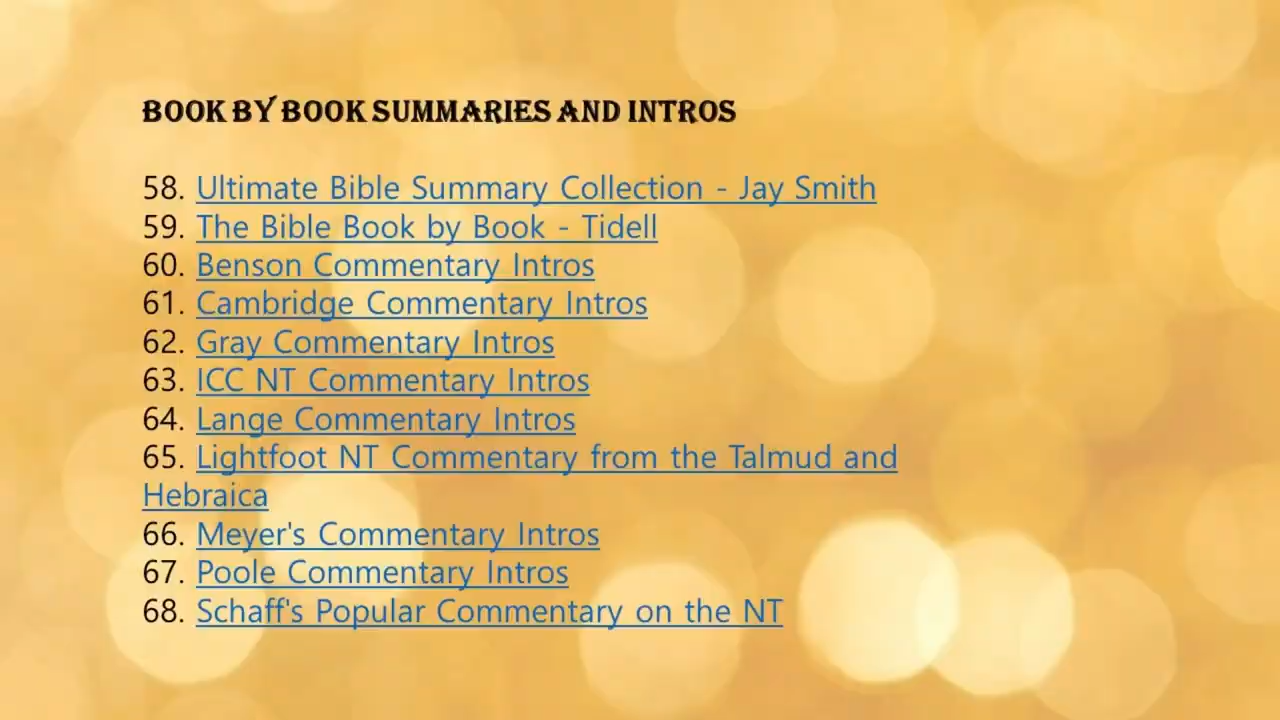 BOOK BY BOOK SUMMARIES AND INTROS
58. Ultimate Bible Summary Collection - Jay Smith
59. The Bible Book by Book - Tidell
60. Benson Commentary Intros
61. Cambridge Commentary Intros
62. Gray Commentary Intros
63. ICC NT Commentary Intros
64. Lange Commentary Intros
65. Lightfoot NT Commentary from the Talmud and
Hebraica
66. Meyer's Commentary Intros
67. Poole Commentary Intros
68. Schaff's Popular Commentary on the NT